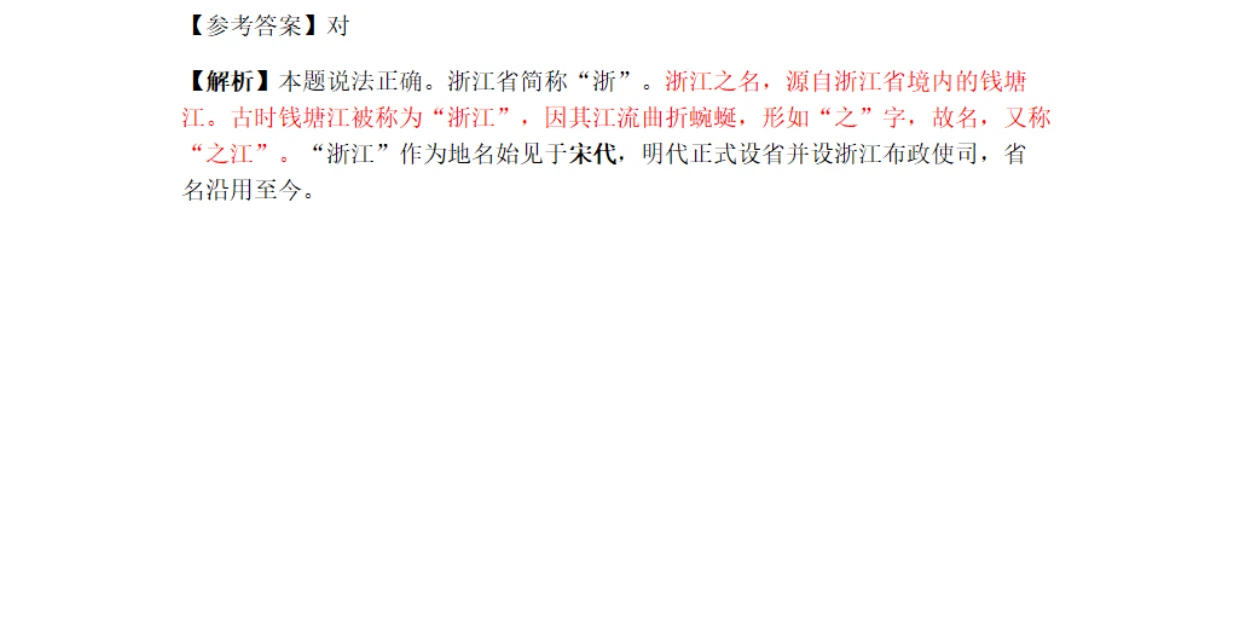 【参考答案】对
【解析】本题说法正确。浙江省简称“浙”。浙江之名，源自浙江省境内的钱塘
江。古时钱塘江被称为“浙江”，因其江流曲折蜿蜒，形如“之”字，故名，又称
“之江”。“浙江”作为地名始见于宋代，明代正式设省并设浙江布政使司，省
名沿用至今。